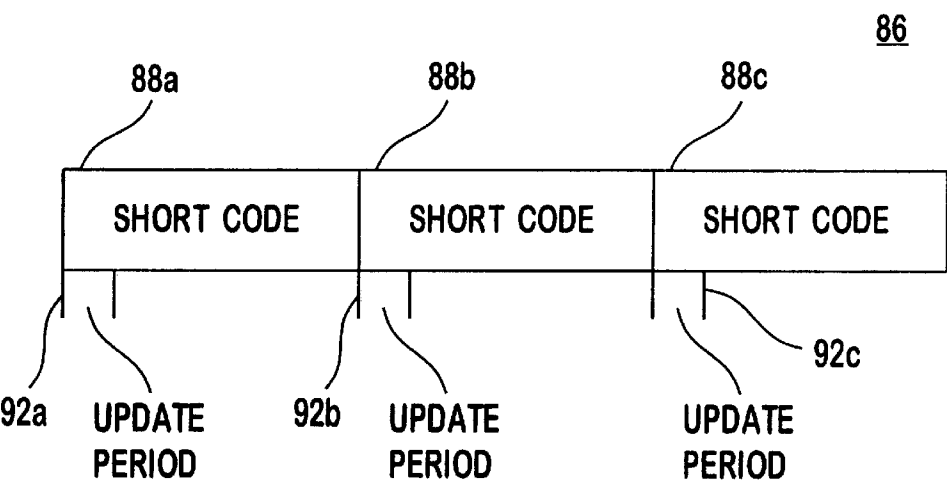 86
88a
88b
88c
SHORT CODE
SHORT CODE
SHORT CODE
92a
UPDATE
PERIOD
92b
UPDATE
PERIOD
92c
UPDATE
PERIOD